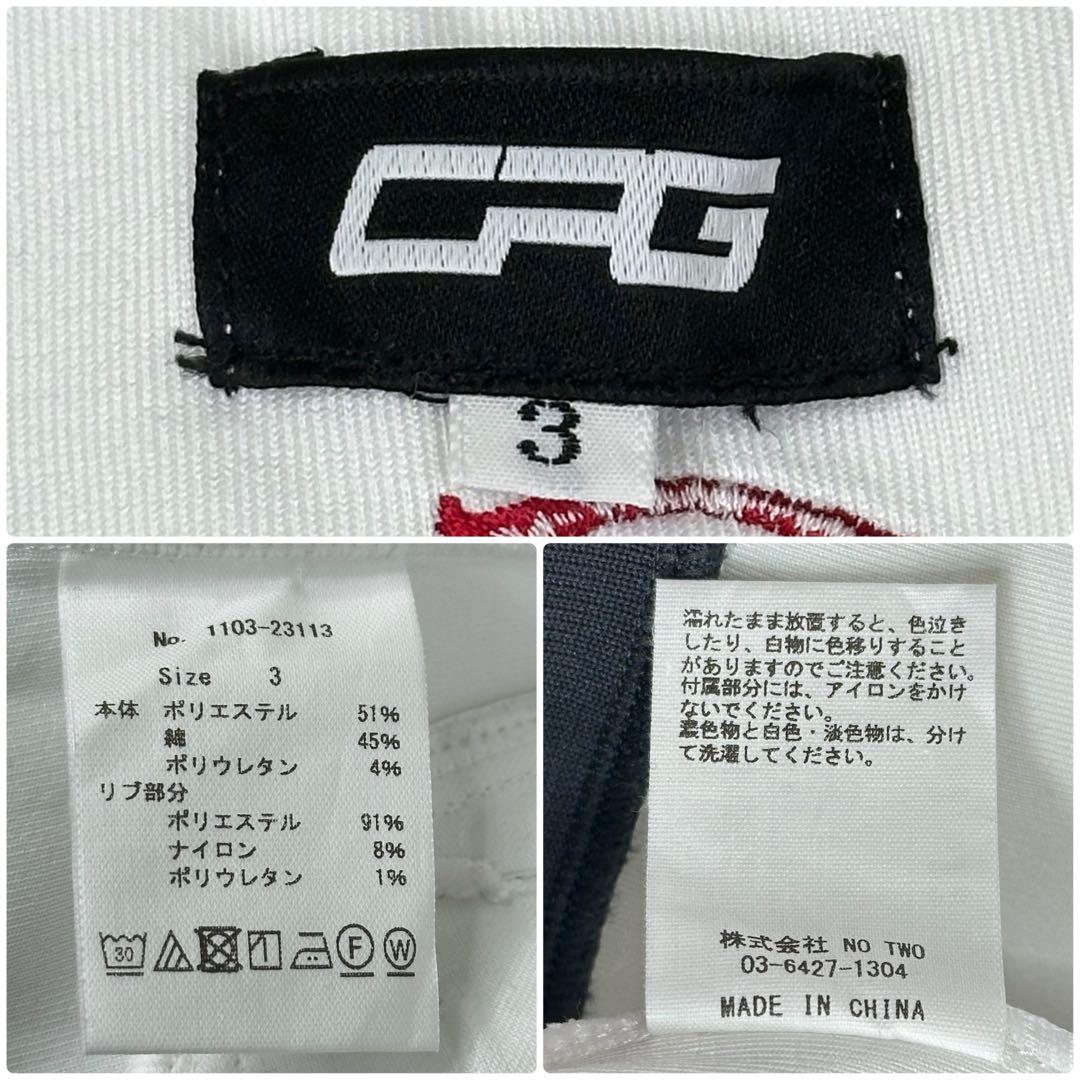 CFG
3
No. 1103-23113
Size 3
本体 ポリエステル 51%
綿 45%
ポリウレタン 4%
リブ部分
ポリエステル 91%
ナイロン 8%
ポリウレタン 1%
30 F W
濡れたまま放置すると、色泣き
したり、白物に色移りすること
がありますのでご注意ください。
付属部分には、アイロンをかけ
ないでください。
濃色物と白色・淡色物は、分け
て洗濯してください。
株式会社 NO TWO
03-6427-1304
MADE IN CHINA